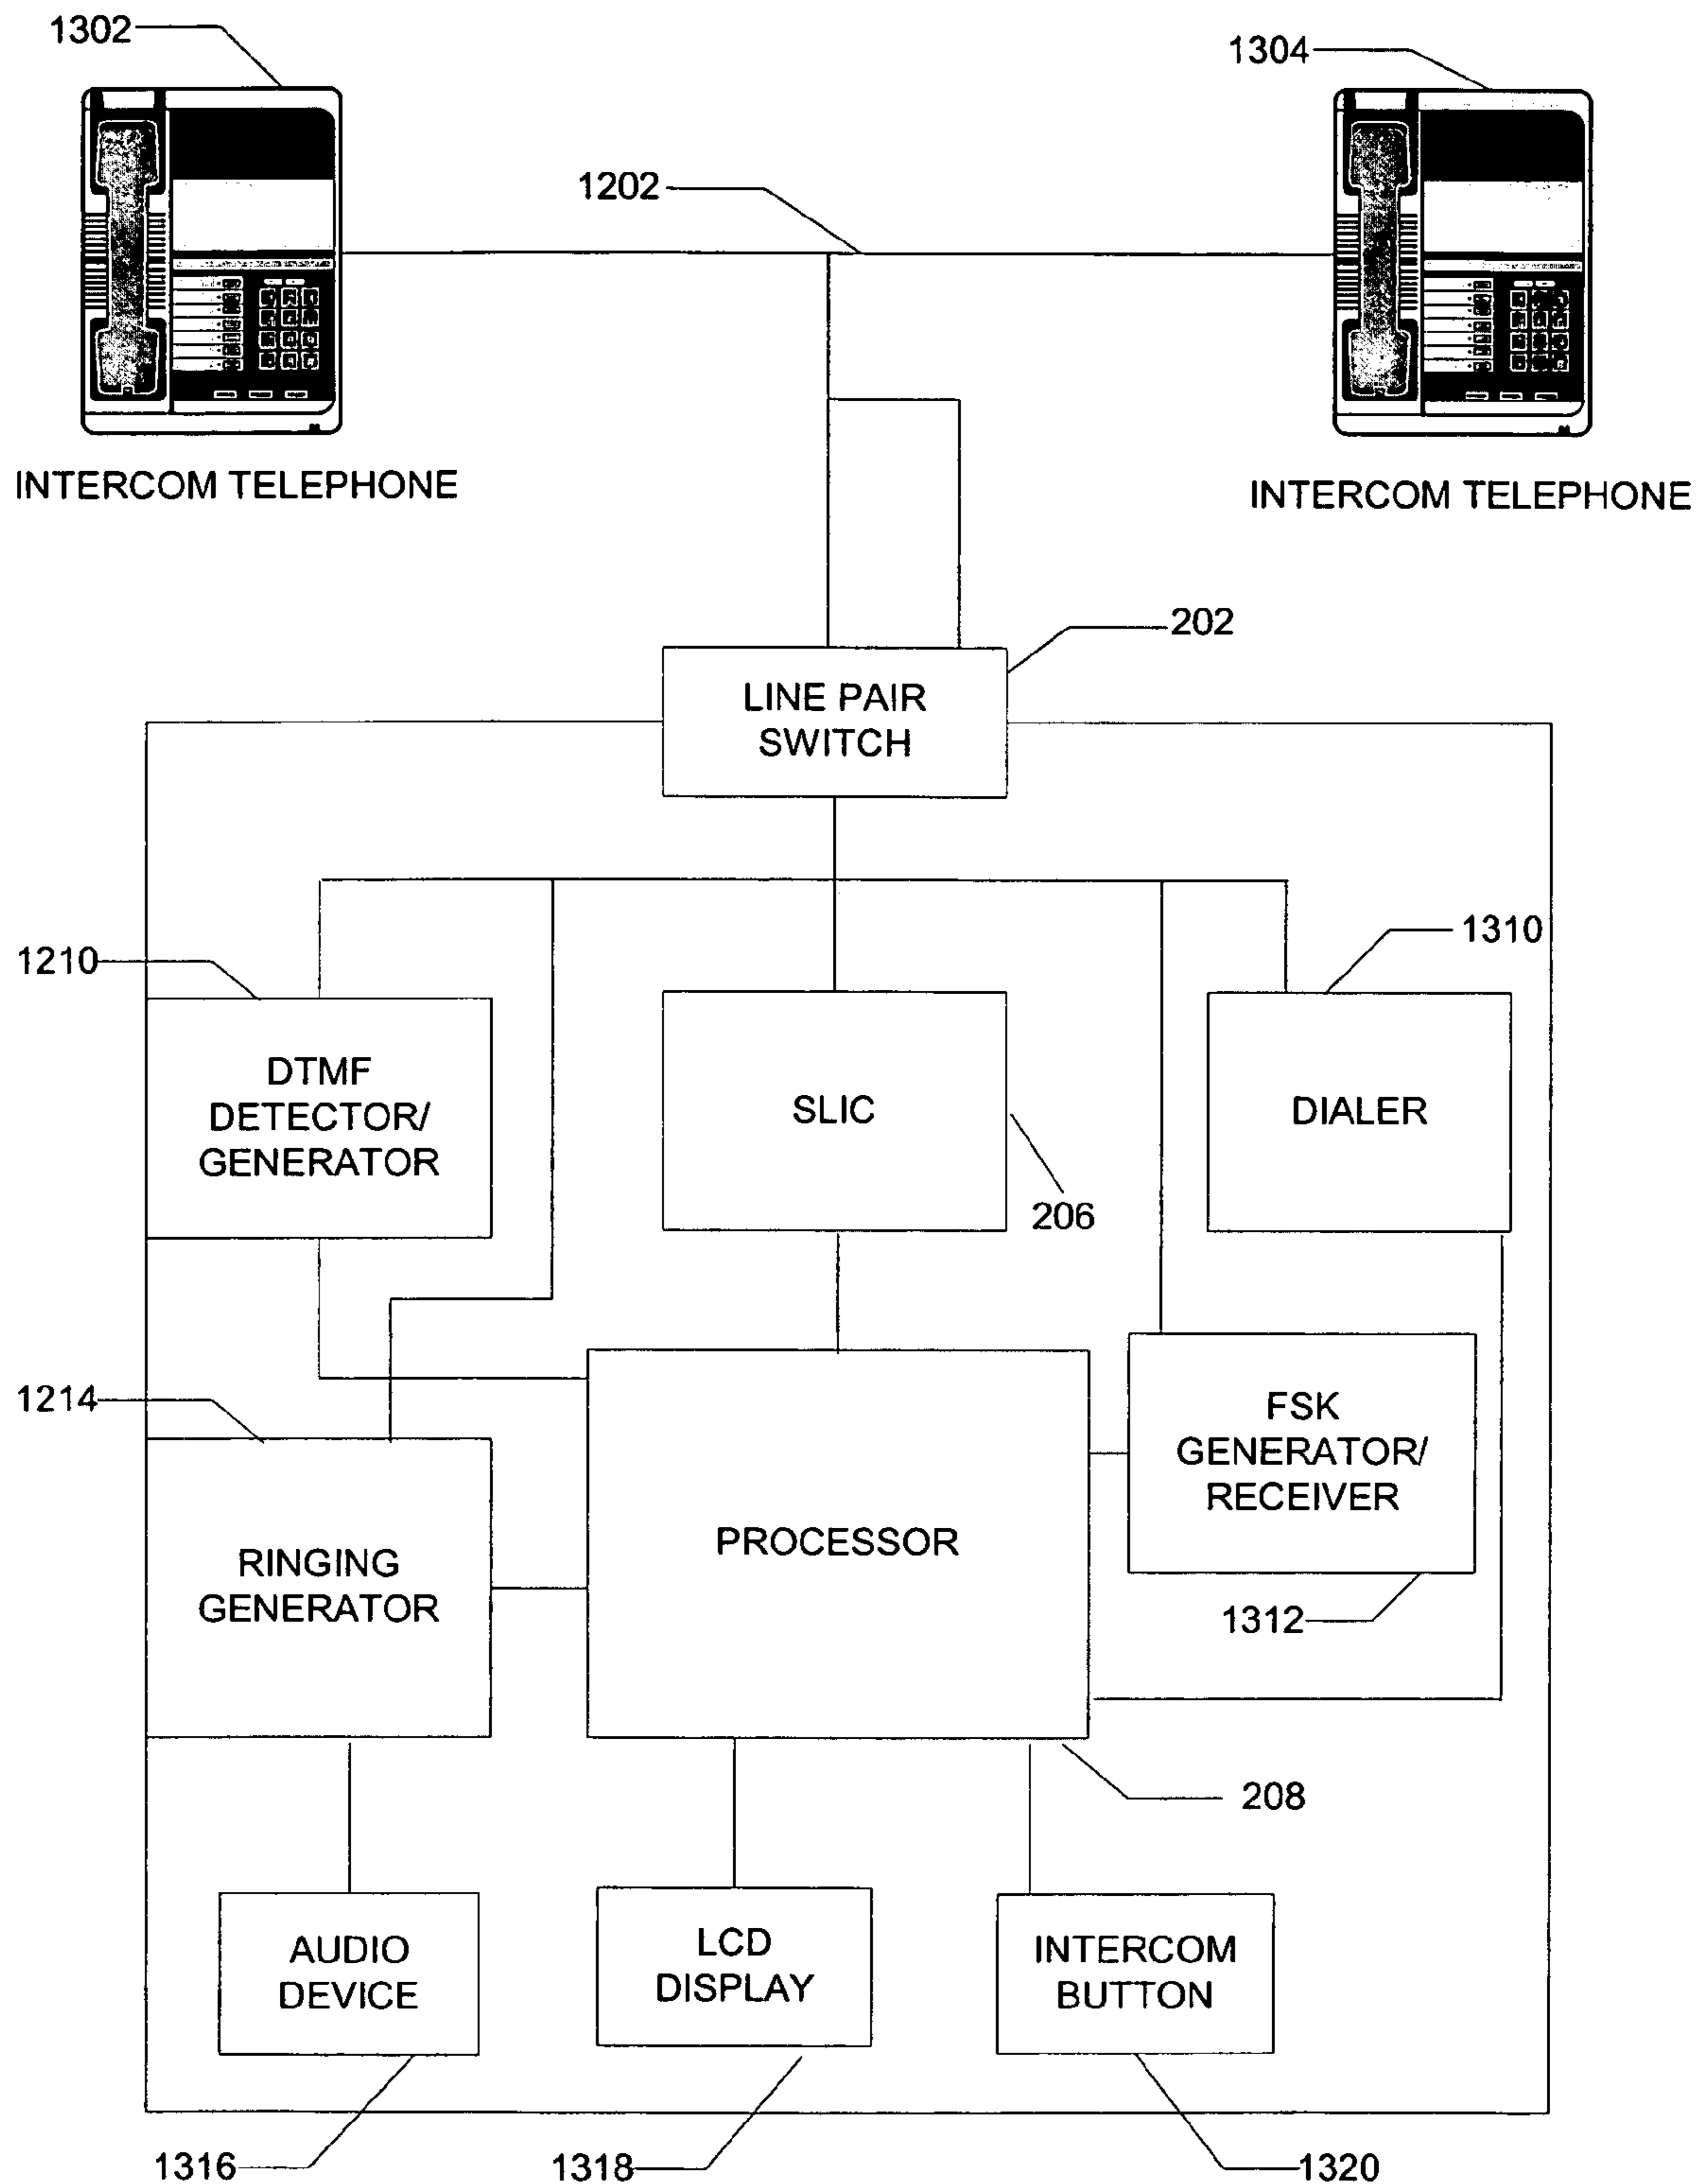 1302
1304
1202
INTERCOM TELEPHONE
INTERCOM TELEPHONE
202
LINE PAIR
SWITCH
1310
1210
DTMF
DETECTOR/
GENERATOR
SLIC
DIALER
206
1214
FSK
GENERATOR/
RECEIVER
PROCESSOR
RINGING
GENERATOR
1312
208
AUDIO
DEVICE
LCD
DISPLAY
INTERCOM
BUTTON
1316
1318
1320